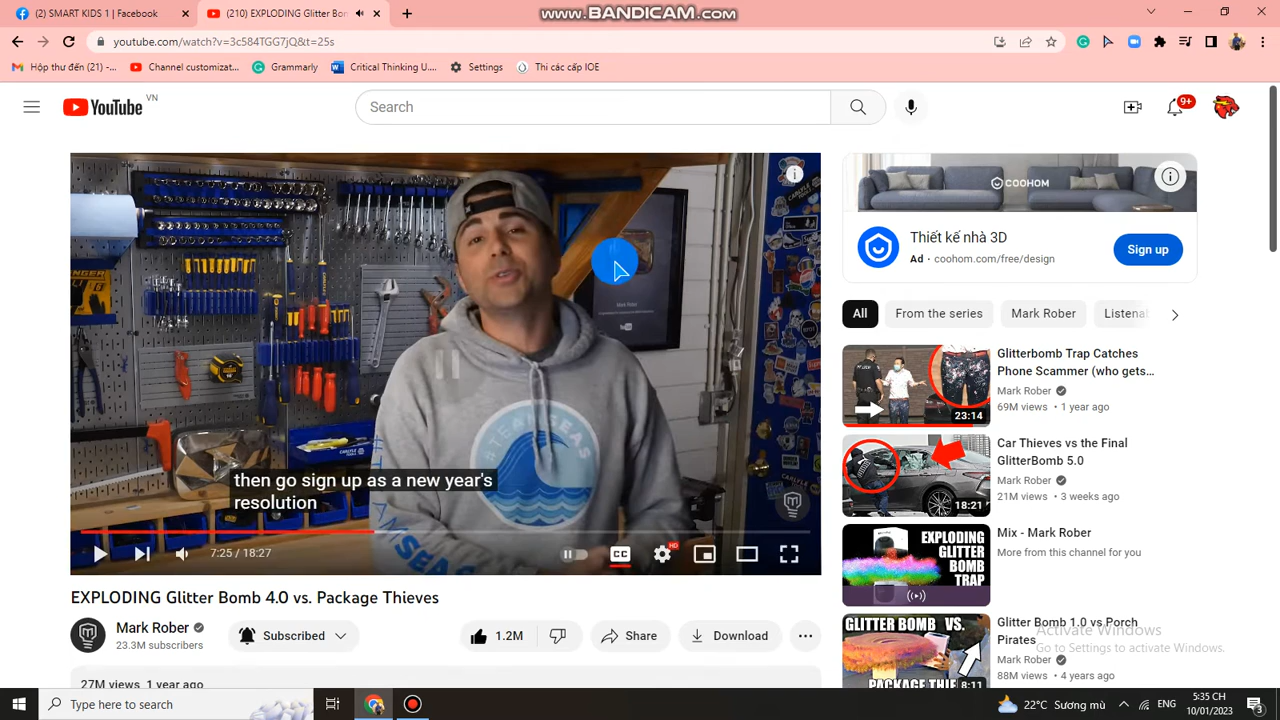 (2) SMART KIDS 1 | Facebook
(210) EXPLODING Glitter Bon
www.BANDICAM.com
youtube.com/watch?v=3c584TGG7jQ&t=25s
Hộp thư đến (21) -...
Channel customizat...
Grammarly
Critical Thinking U...
Settings
Thi các cấp IOE
YouTube
VN
Search
9+
then go sign up as a new year's
resolution
7:25 / 18:27
CC
HD
COOHOM
Thiết kế nhà 3D
Ad • coohom.com/free/design
Sign up
All
From the series
Mark Rober
Listena
Glitterbomb Trap Catches
Phone Scammer (who gets...
Mark Rober
69M views • 1 year ago
23:14
Car Thieves vs the Final
GlitterBomb 5.0
Mark Rober
21M views • 3 weeks ago
18:21
Mix - Mark Rober
More from this channel for you
EXPLODING
GLITTER
BOMB
TRAP
Glitter Bomb 1.0 vs Porch
Pirates
Mark Rober
88M views • 4 years ago
GLITTER BOMB VS.
PACKAGE THIE
8:11
EXPLODING Glitter Bomb 4.0 vs. Package Thieves
Mark Rober
23.3M subscribers
Subscribed
1.2M
Share
Download
27M views 1 year ago
Activate Windows
Go to Settings to activate Windows.
Type here to search
22°C Sương mù
ENG
5:35 CH
10/01/2023
3